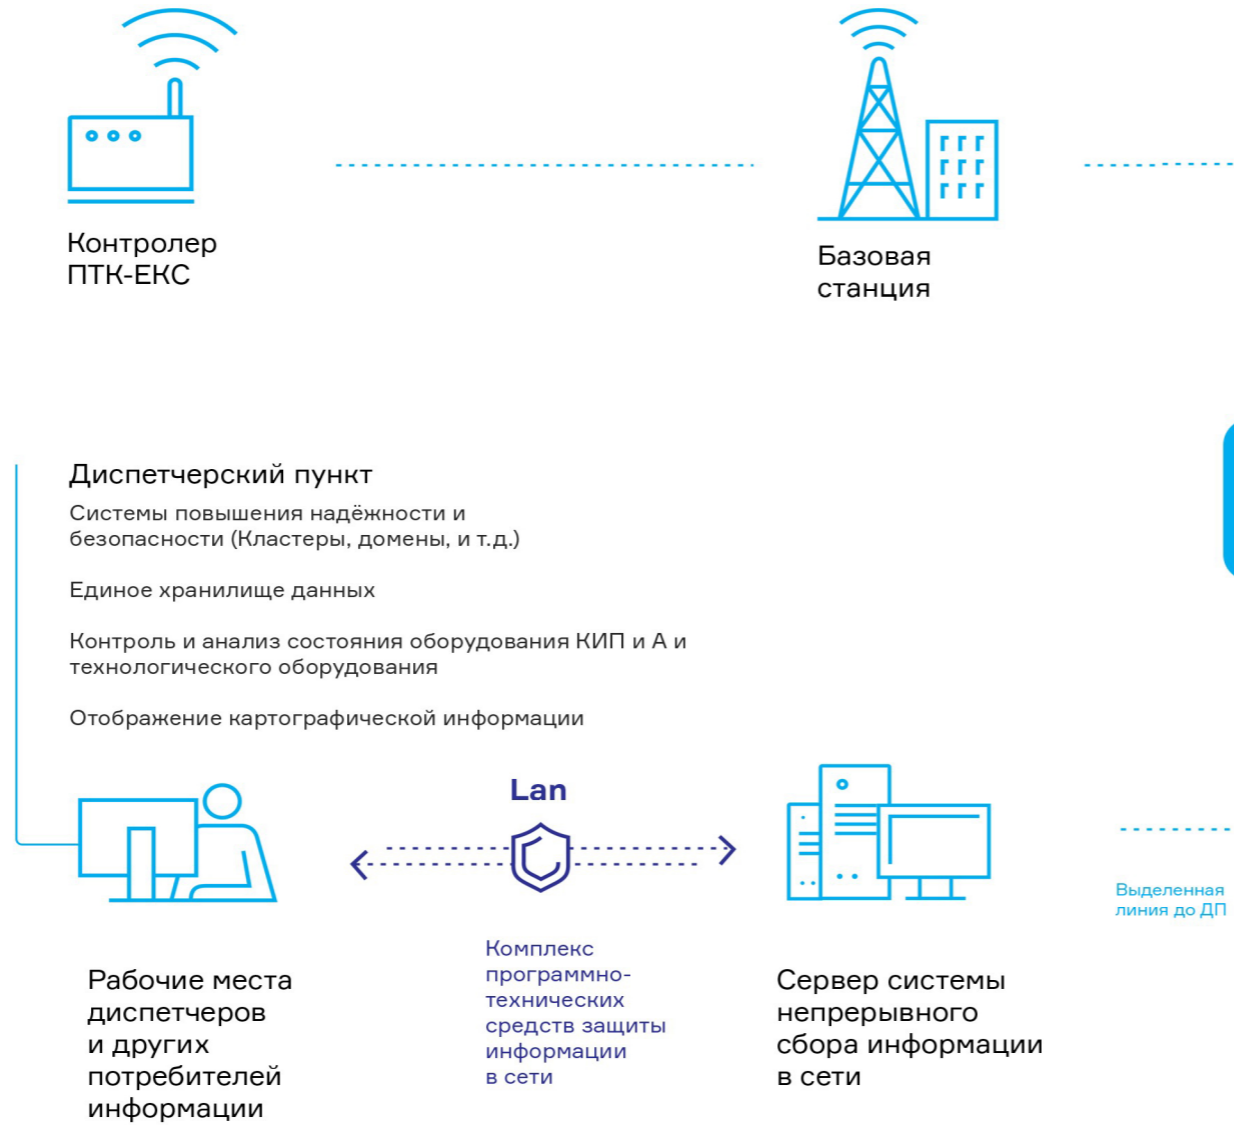 Контролер
ПТК-ЕКС
Базовая
станция
Диспетчерский пункт
Системы повышения надёжности и
безопасности (Кластеры, домены, и т.д.)
Единое хранилище данных
Контроль и анализ состояния оборудования КИП и А и
технологического оборудования
Отображение картографической информации
Lan
Выделенная
линия до ДП
Рабочие места
диспетчеров
и других
потребителей
информации
Комплекс
программно-
технических
средств защиты
информации
в сети
Сервер системы
непрерывного
сбора информации
в сети